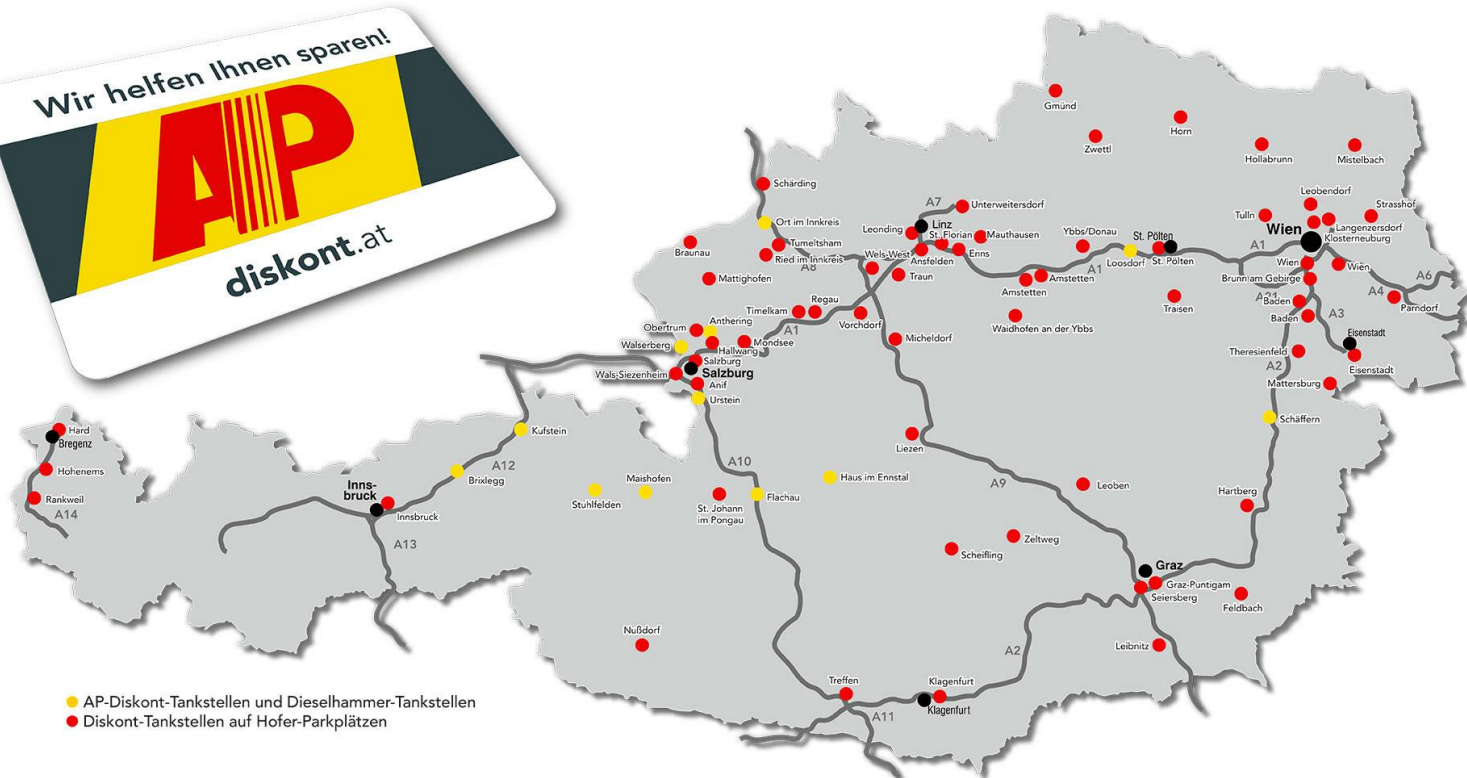 Wir helfen Ihnen sparen!
AP
diskont.at
Gmünd
Horn
Zwettl
Hollabrunn
Mistelbach
Schärding
A7
Unterweitersdorf
Leobendorf
Strasshof
Tulln
Langenzersdorf
Klosterneuburg
Ort im Innkreis
Leonding
Linz
St. Florian
Mauthausen
Ybbs/Donau
St. Pölten
Wien
A1
Braunau
Tumeltsham
Ried im Innkreis
A8
Wels-West
Ansfelden
Enns
Traun
Loosdorf
St. Pölten
Wien
Wien
A6
Mattighofen
Amstetten
Amstetten
A1
Brunn am Gebirge
A21
A4
Parndorf
Traisen
Baden
Baden
A3
Timelkam
Regau
Vorchdorf
Waidhofen an der Ybbs
Obertrum
Anthering
A1
Micheldorf
Eisenstadt
Walserberg
Hallwang
Mondsee
Theresienfeld
Eisenstadt
Salzburg
Wals-Siezenheim
Salzburg
A2
Anif
Mattersburg
Urstein
Schäffern
Hard
Bregenz
Kufstein
Liezen
Hohenems
A12
Brixlegg
A10
Haus im Ennstal
A9
Leoben
Hartberg
Inns-
bruck
Rankweil
A14
Innsbruck
Stuhlfelden
Maishofen
St. Johann
im Pongau
Flachau
A13
Scheifling
Zeltweg
Graz
Graz-Puntigam
Seiersberg
Feldbach
Nußdorf
Leibnitz
A2
Treffen
Klagenfurt
Klagenfurt
A11
AP-Diskont-Tankstellen und Dieselhammer-Tankstellen
Diskont-Tankstellen auf Hofer-Parkplätzen